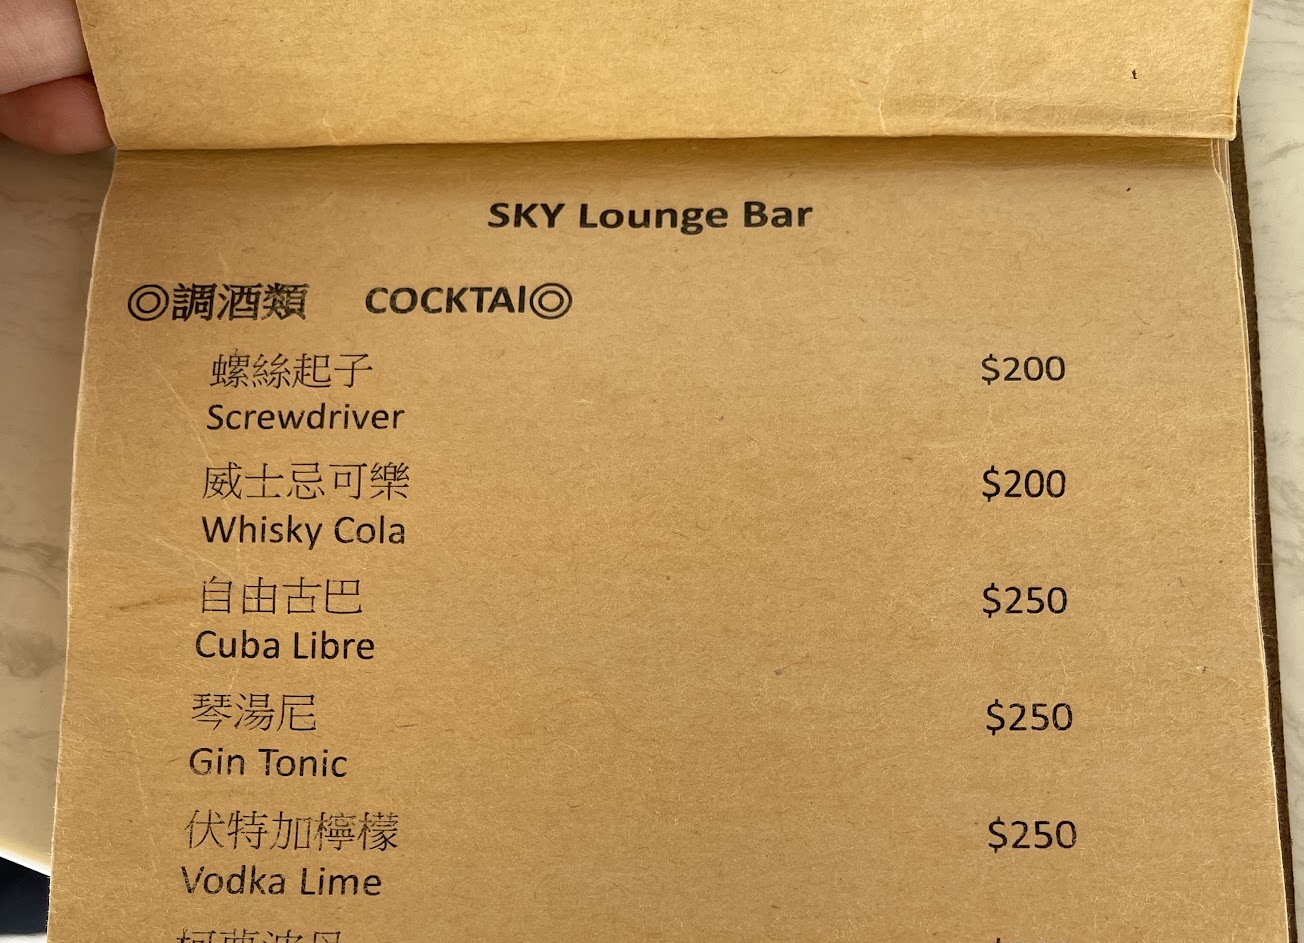 SKY Lounge Bar
◎調酒類 COCKTAl◎
螺絲起子 $200
Screwdriver
威士忌可樂 $200
Whisky Cola
自由古巴 $250
Cuba Libre
琴湯尼 $250
Gin Tonic
伏特加檸檬 $250
Vodka Lime